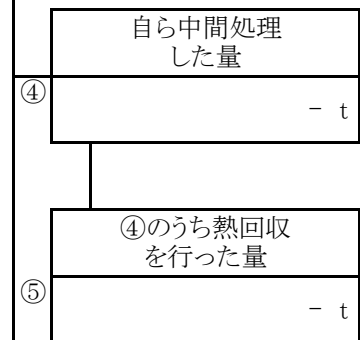 自ら中間処理
した量
④
－ t
④のうち熱回収
を行った量
⑤
－ t